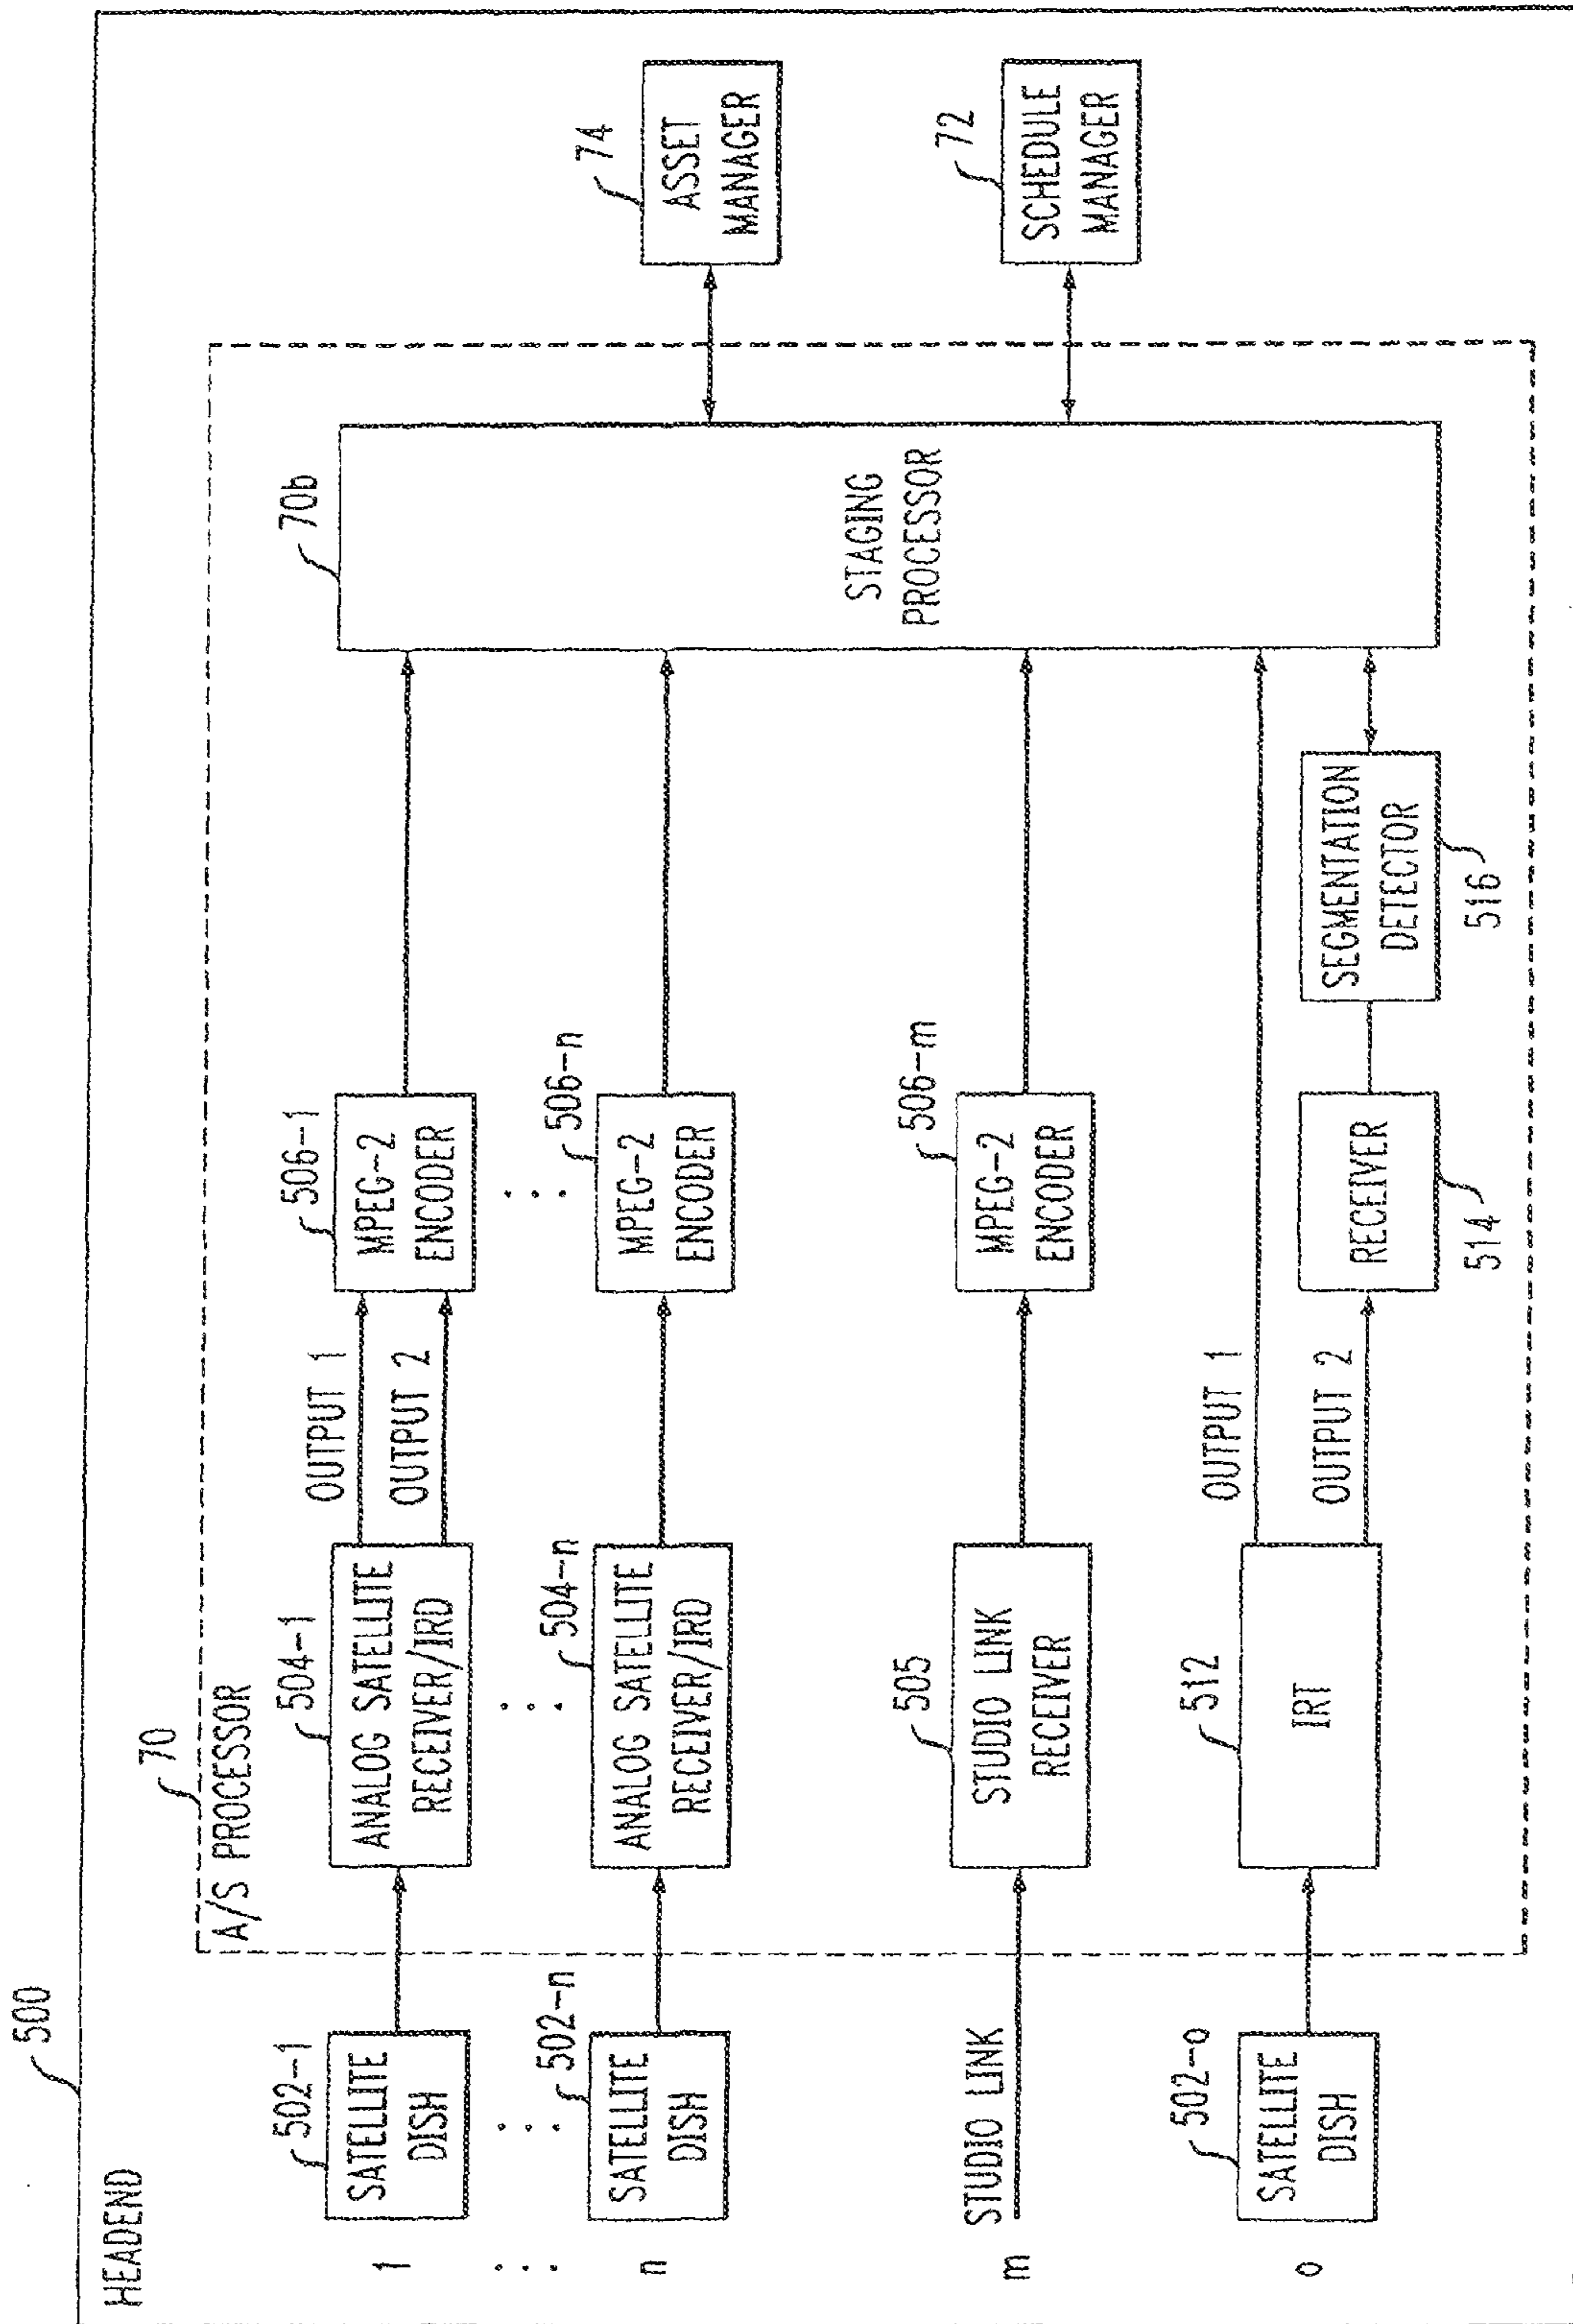 500
HEADEND
70
A/S PROCESSOR
1
502-1
SATELLITE
DISH
504-1
ANALOG SATELLITE
RECEIVER/IRD
OUTPUT 1
OUTPUT 2
506-1
MPEG-2
ENCODER
n
502-n
SATELLITE
DISH
504-n
ANALOG SATELLITE
RECEIVER/IRD
506-n
MPEG-2
ENCODER
m
STUDIO LINK
505
STUDIO LINK
RECEIVER
506-m
MPEG-2
ENCODER
o
502-o
SATELLITE
DISH
512
IRT
OUTPUT 1
OUTPUT 2
RECEIVER
514
SEGMENTATION
DETECTOR
516
70b
STAGING
PROCESSOR
74
ASSET
MANAGER
72
SCHEDULE
MANAGER